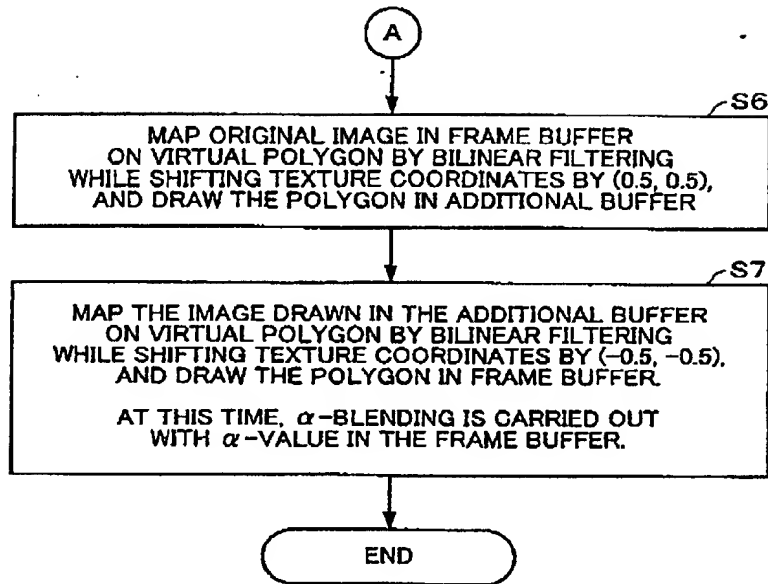 A
S6
MAP ORIGINAL IMAGE IN FRAME BUFFER
ON VIRTUAL POLYGON BY BILINEAR FILTERING
WHILE SHIFTING TEXTURE COORDINATES BY (0.5, 0.5),
AND DRAW THE POLYGON IN ADDITIONAL BUFFER
S7
MAP THE IMAGE DRAWN IN THE ADDITIONAL BUFFER
ON VIRTUAL POLYGON BY BILINEAR FILTERING
WHILE SHIFTING TEXTURE COORDINATES BY (-0.5, -0.5),
AND DRAW THE POLYGON IN FRAME BUFFER.
AT THIS TIME, α-BLENDING IS CARRIED OUT
WITH α-VALUE IN THE FRAME BUFFER.
END